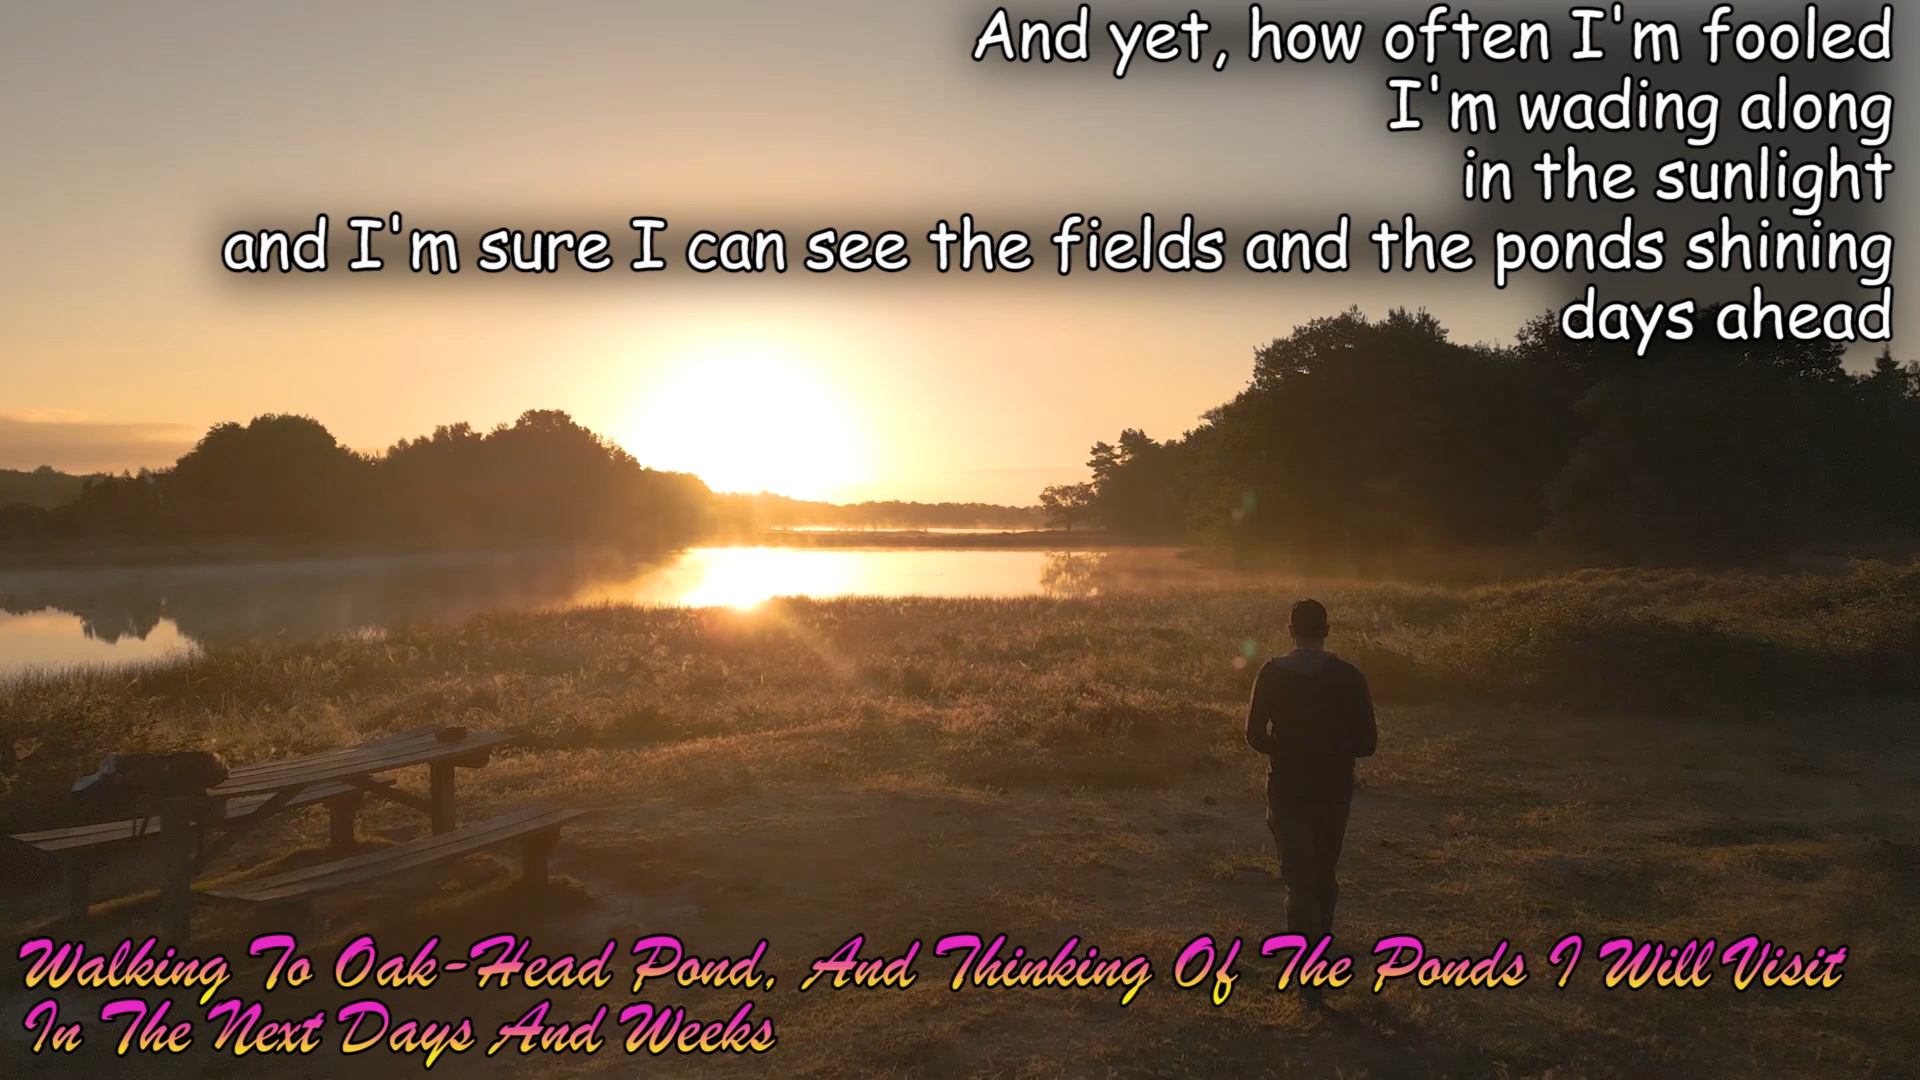 And yet, how often I'm fooled
I'm wading along
in the sunlight
and I'm sure I can see the fields and the ponds shining
days ahead
Walking To Oak-Head Pond, And Thinking Of The Ponds I Will Visit
In The Next Days And Weeks